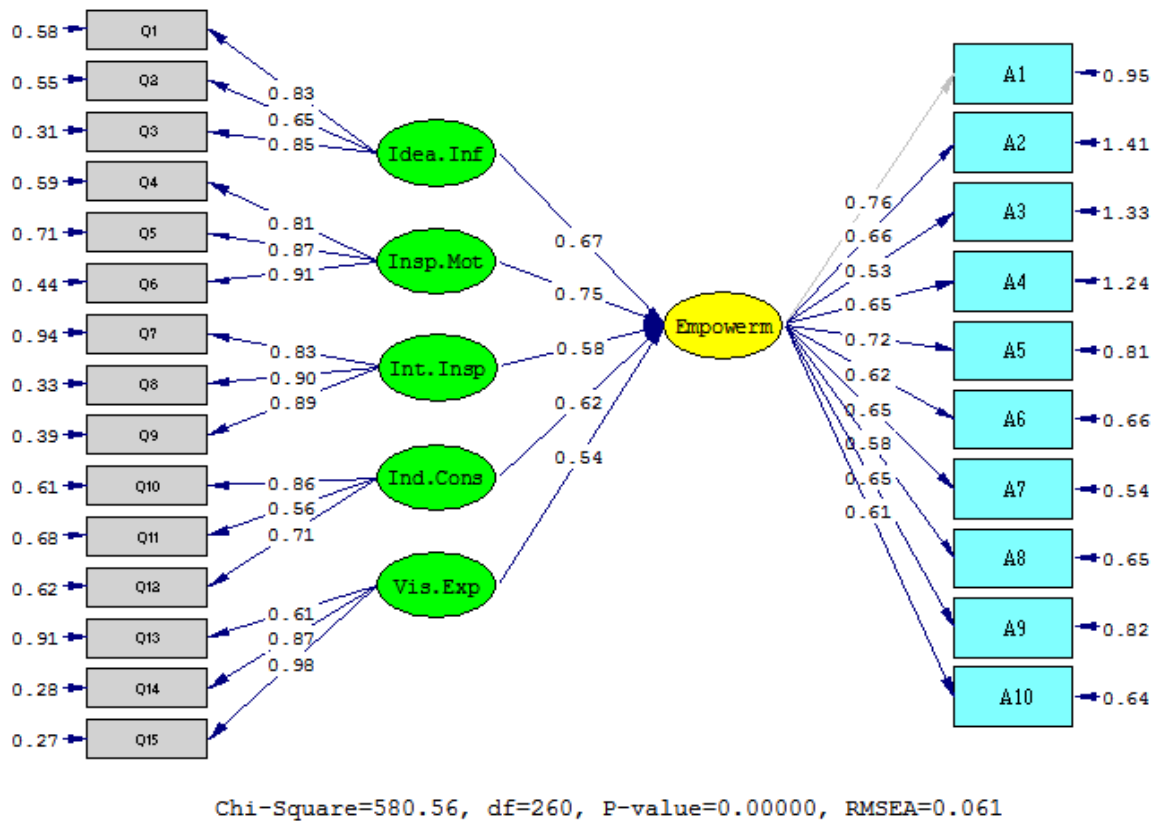 0.58 Q1
0.55 Q2
0.31 Q3
0.59 Q4
0.71 Q5
0.44 Q6
0.94 Q7
0.33 Q8
0.39 Q9
0.61 Q10
0.68 Q11
0.62 Q12
0.91 Q13
0.28 Q14
0.27 Q15
0.83
0.65
0.85
0.81
0.87
0.91
0.83
0.90
0.89
0.86
0.56
0.71
0.61
0.87
0.98
Idea.Inf
Insp.Mot
Int.Insp
Ind.Cons
Vis.Exp
0.67
0.75
0.58
0.62
0.54
Empowerm
0.76
0.66
0.53
0.65
0.72
0.62
0.65
0.58
0.65
0.61
A1 0.95
A2 1.41
A3 1.33
A4 1.24
A5 0.81
A6 0.66
A7 0.54
A8 0.65
A9 0.82
A10 0.64
Chi-Square=580.56, df=260, P-value=0.00000, RMSEA=0.061